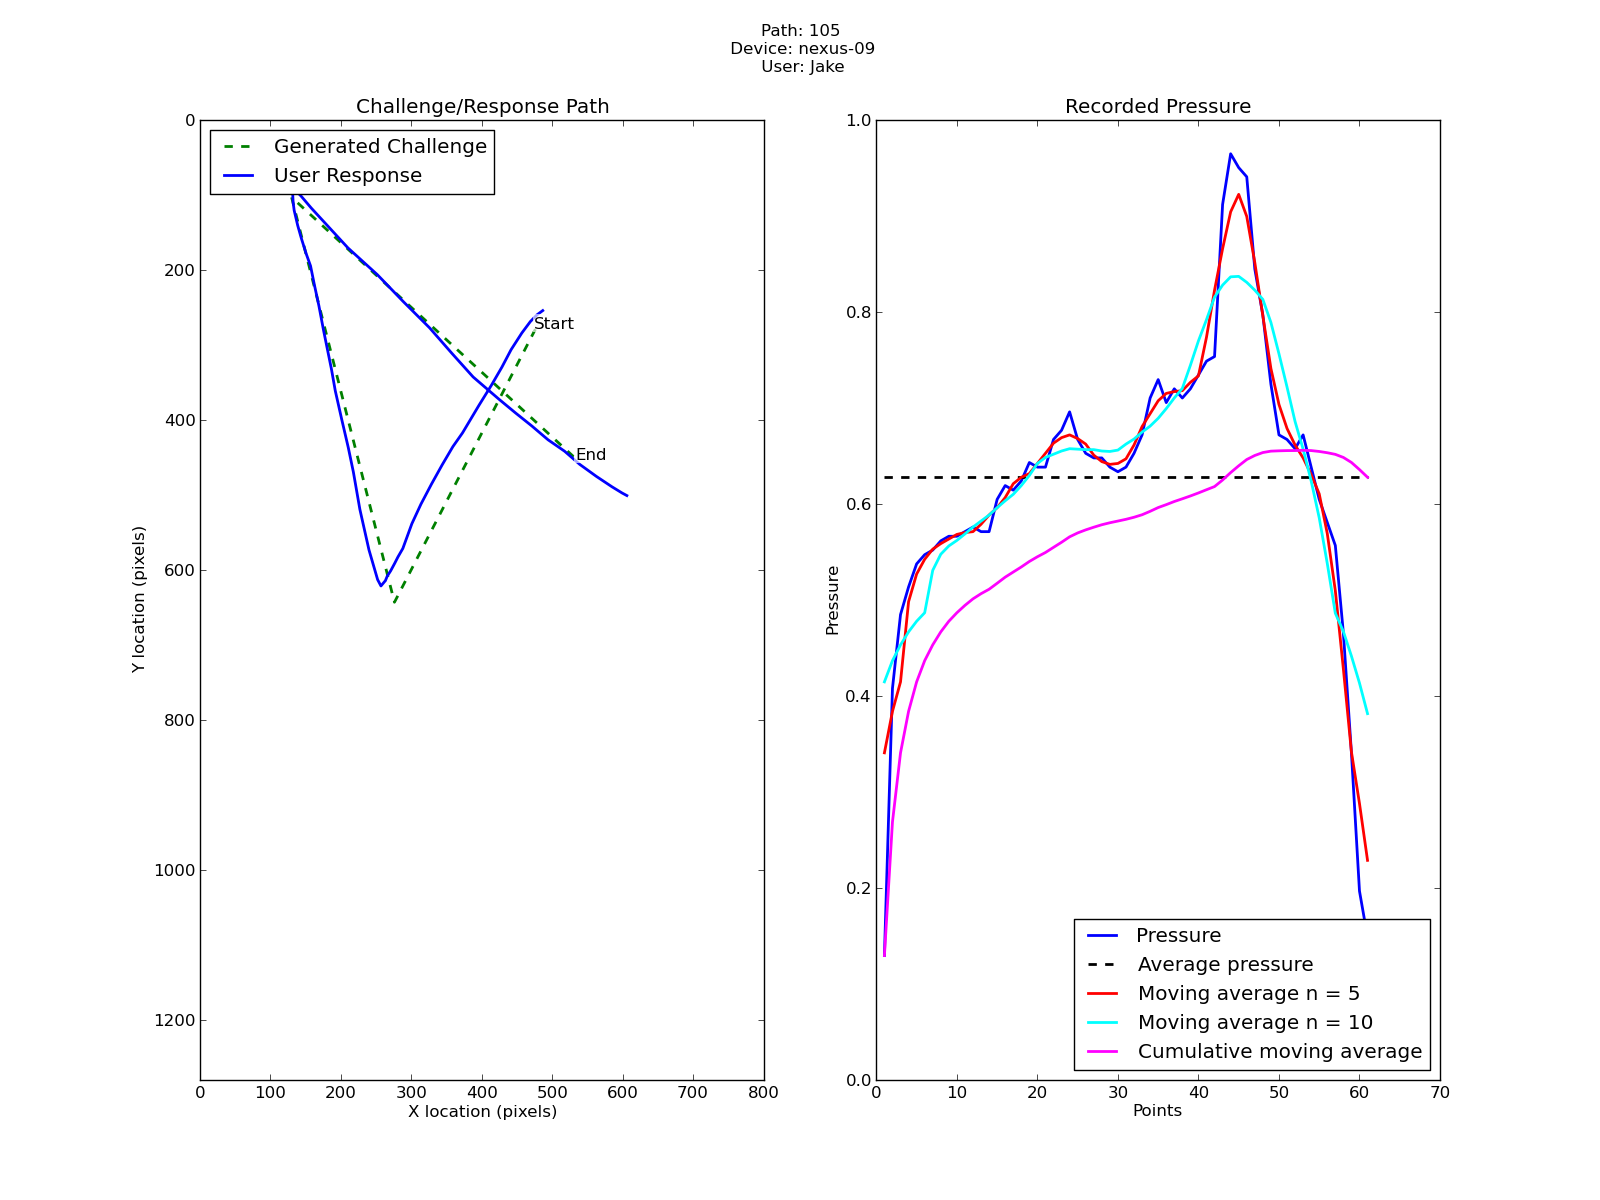 Path: 105
Device: nexus-09
User: Jake
Challenge/Response Path
Generated Challenge
User Response
Start
End
0
200
400
600
800
1000
1200
Y location (pixels)
0 100 200 300 400 500 600 700 800
X location (pixels)
Recorded Pressure
1.0
0.8
0.6
0.4
0.2
0.0
Pressure
Pressure
Average pressure
Moving average n = 5
Moving average n = 10
Cumulative moving average
0 10 20 30 40 50 60 70
Points